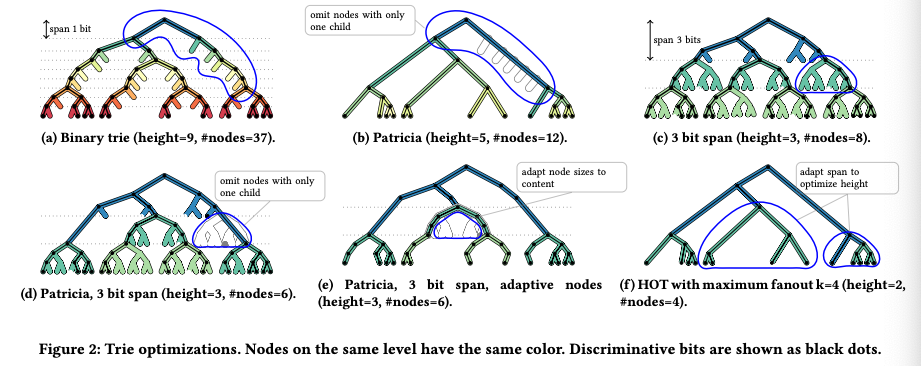 span 1 bit
omit nodes with only
one child
span 3 bits
(a) Binary trie (height=9, #nodes=37).
(b) Patricia (height=5, #nodes=12).
(c) 3 bit span (height=3, #nodes=8).
omit nodes with only
one child
adapt node sizes to
content
adapt span to
optimize height
(d) Patricia, 3 bit span (height=3, #nodes=6).
(e) Patricia, 3 bit span, adaptive nodes
(height=3, #nodes=6).
(f) HOT with maximum fanout k=4 (height=2,
#nodes=4).
Figure 2: Trie optimizations. Nodes on the same level have the same color. Discriminative bits are shown as black dots.